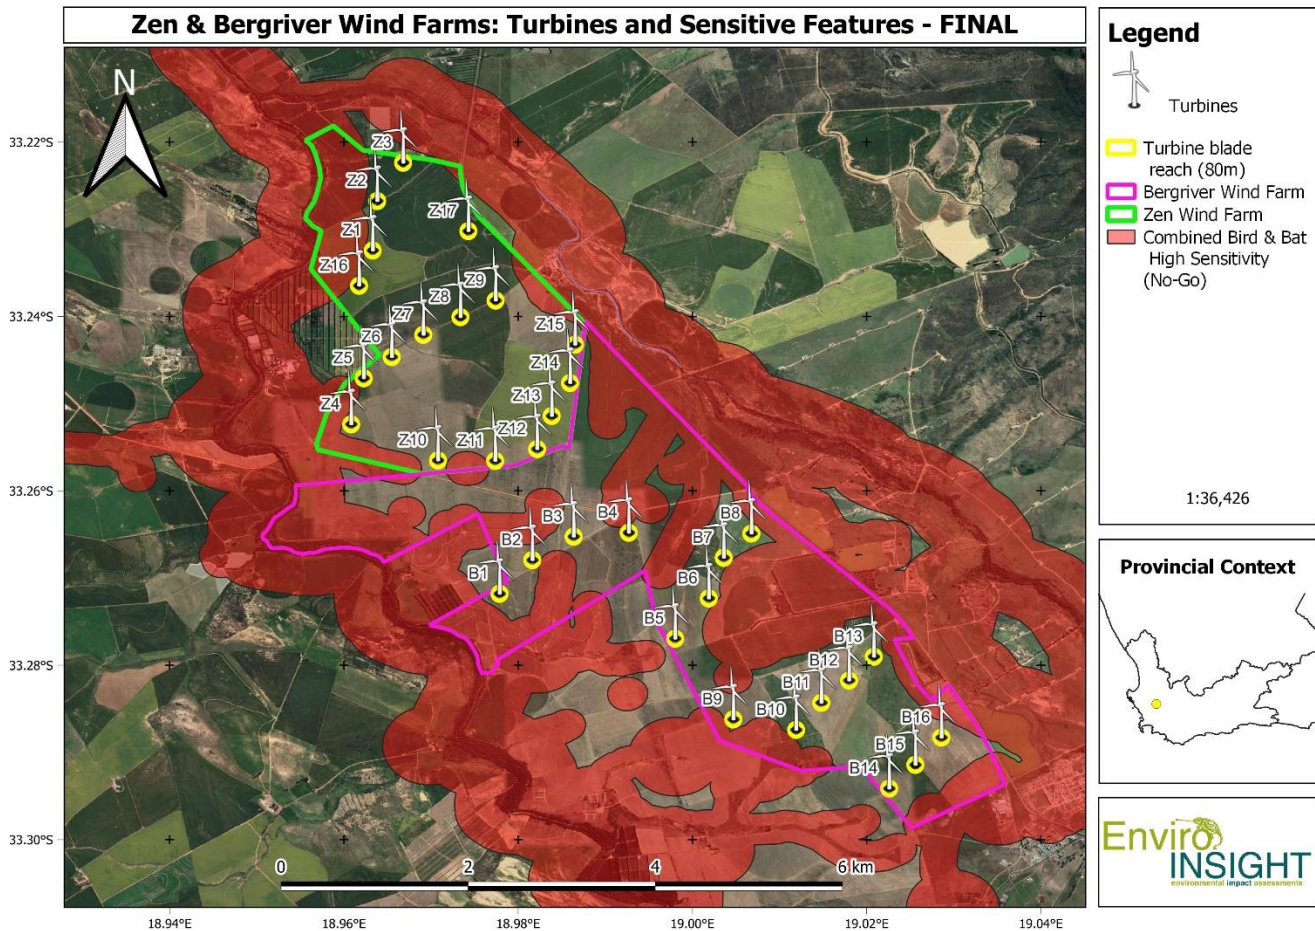 Zen & Bergriver Wind Farms: Turbines and Sensitive Features - FINAL
N
33.22°S
33.24°S
33.26°S
33.28°S
33.30°S
Z3
Z2
Z17
Z1
Z16
Z9
Z8
Z7
Z6
Z5
Z15
Z14
Z4
Z13
Z12
Z10
Z11
B4
B8
B3
B2
B7
B1
B6
B5
B13
B12
B11
B9
B10
B16
B15
B14
0
2
4
6 km
18.94°E
18.96°E
18.98°E
19.00°E
19.02°E
19.04°E
Legend
Turbines
Turbine blade
reach (80m)
Bergriver Wind Farm
Zen Wind Farm
Combined Bird & Bat
High Sensitivity
(No-Go)
1:36,426
Provincial Context
Enviro
INSIGHT
environmental impact assessments